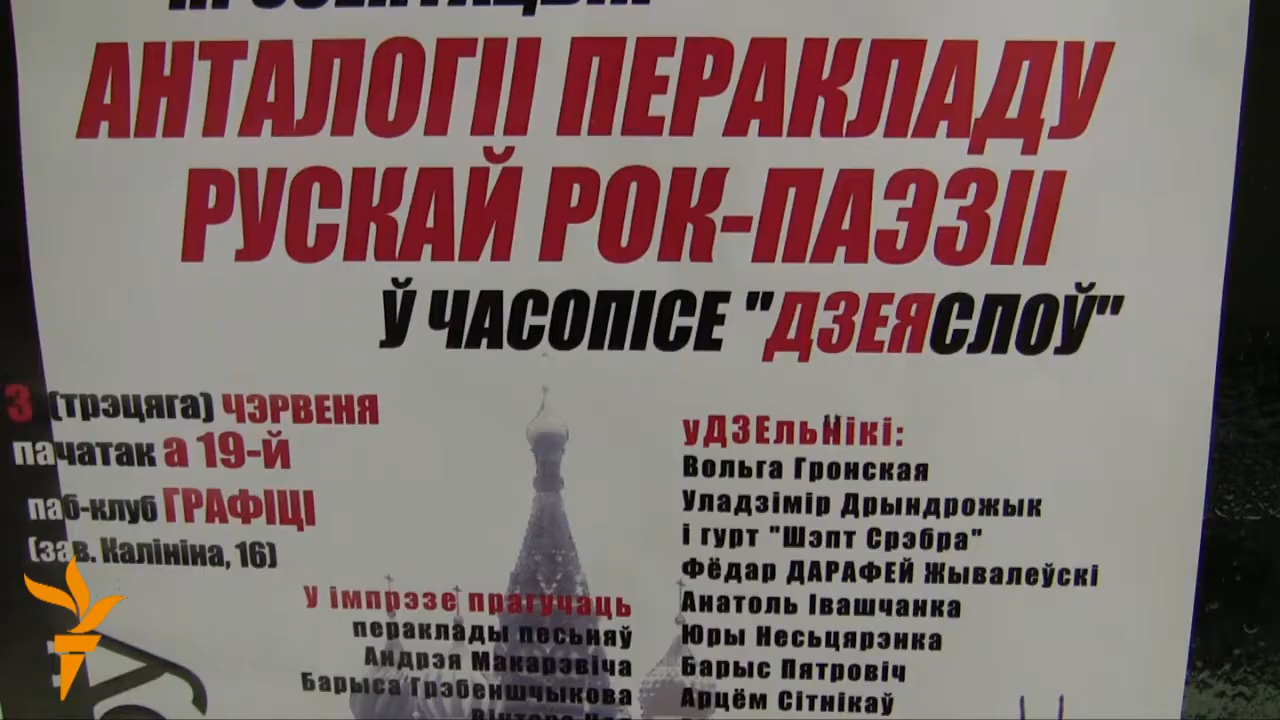 АНТАЛОГІІ ПЕРАКЛАДУ
РУСКАЙ РОК-ПАЭЗІІ
Ў ЧАСОПІСЕ "ДЗЕЯСЛОЎ"
3 (трэцяга) ЧЭРВЕНЯ
пачатак а 19-й
паб-клуб ГРАФІЦІ
(зав. Калініна, 16)
У імпрэзе прагучаць
пераклады песьняў
Андрэя Макарэвіча
Барыса Грэбеншчыкова
уДЗЕльНікі:
Вольга Гронская
Уладзімір Дрындрожык
і гурт "Шэпт Срэбра"
Фёдар ДАРАФЕЙ Жывалеўскі
Анатоль Івашчанка
Юры Несьцярэнка
Барыс Пятровіч
Арцём Сітнікаў